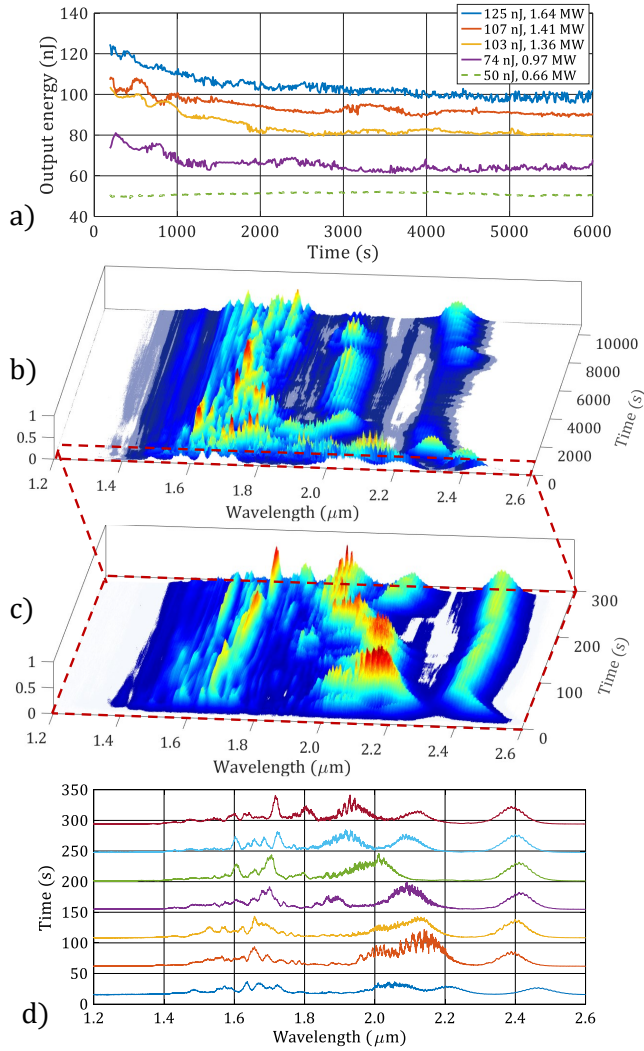 125 nJ, 1.64 MW
107 nJ, 1.41 MW
103 nJ, 1.36 MW
74 nJ, 0.97 MW
50 nJ, 0.66 MW
Output energy (nJ)
140
120
100
80
60
40
0 1000 2000 3000 4000 5000 6000
Time (s)
a)
b)
1
0.5
0
1.2 1.4 1.6 1.8 2.0 2.2 2.4 2.6
Wavelength (μm)
0
2000
4000
6000
8000
10000
Time (s)
c)
1
0.5
0
1.2 1.4 1.6 1.8 2.0 2.2 2.4 2.6
Wavelength (μm)
0
100
200
300
Time (s)
350
300
250
200
150
100
50
0
Time (s)
1.2 1.4 1.6 1.8 2.0 2.2 2.4 2.6
Wavelength (μm)
d)